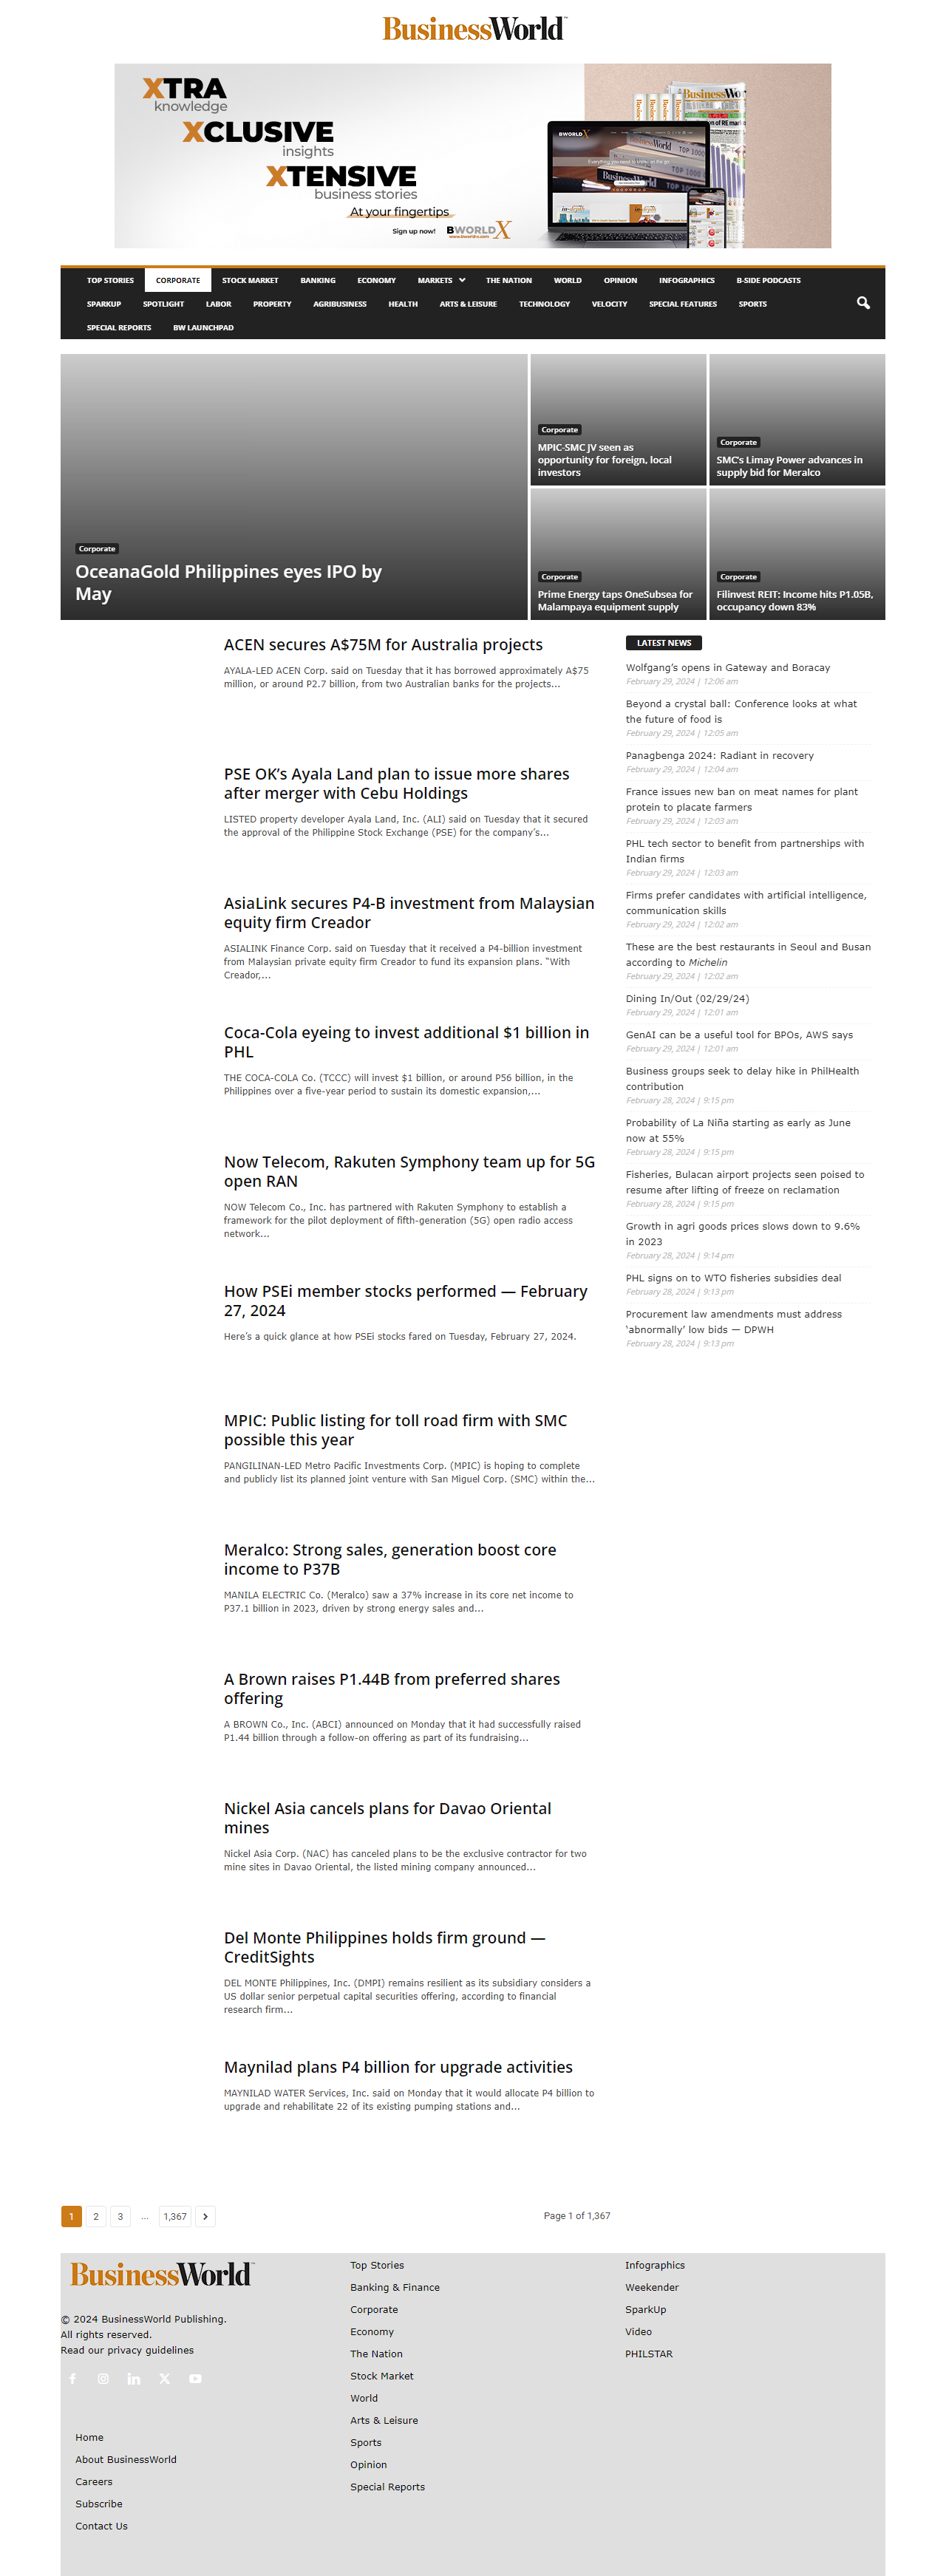 BusinessWorld
XTRA
knowledge
XCLUSIVE
insights
XTENSIVE
business stories
At your fingertips
Sign up now! BWORLDX
www.bworldx.com
BWORLDX
Everything you need to know, on the go.
BusinessWorld
TOP 1000
BusinessWorld
TOP STORIES CORPORATE STOCK MARKET BANKING ECONOMY MARKETS THE NATION WORLD OPINION INFOGRAPHICS B-SIDE PODCASTS
SPARKUP SPOTLIGHT LABOR PROPERTY AGRIBUSINESS HEALTH ARTS & LEISURE TECHNOLOGY VELOCITY SPECIAL FEATURES SPORTS
SPECIAL REPORTS BW LAUNCHPAD
Corporate
OceanaGold Philippines eyes IPO by
May
Corporate
MPIC-SMC JV seen as
opportunity for foreign, local
investors
Corporate
SMC's Limay Power advances in
supply bid for Meralco
Corporate
Prime Energy taps OneSubsea for
Malampaya equipment supply
Corporate
Filinvest REIT: Income hits P1.05B,
occupancy down 83%
ACEN secures A$75M for Australia projects
AYALA-LED ACEN Corp. said on Tuesday that it has borrowed approximately A$75
million, or around P2.7 billion, from two Australian banks for the projects...
PSE OK’s Ayala Land plan to issue more shares
after merger with Cebu Holdings
LISTED property developer Ayala Land, Inc. (ALI) said on Tuesday that it secured
the approval of the Philippine Stock Exchange (PSE) for the company’s...
AsiaLink secures P4-B investment from Malaysian
equity firm Creador
ASIALINK Finance Corp. said on Tuesday that it received a P4-billion investment
from Malaysian private equity firm Creador to fund its expansion plans. “With
Creador,...
Coca-Cola eyeing to invest additional $1 billion in
PHL
THE COCA-COLA Co. (TCCC) will invest $1 billion, or around P56 billion, in the
Philippines over a five-year period to sustain its domestic expansion,...
Now Telecom, Rakuten Symphony team up for 5G
open RAN
NOW Telecom Co., Inc. has partnered with Rakuten Symphony to establish a
framework for the pilot deployment of fifth-generation (5G) open radio access
network...
How PSEi member stocks performed — February
27, 2024
Here’s a quick glance at how PSEi stocks fared on Tuesday, February 27, 2024.
MPIC: Public listing for toll road firm with SMC
possible this year
PANGILINAN-LED Metro Pacific Investments Corp. (MPIC) is hoping to complete
and publicly list its planned joint venture with San Miguel Corp. (SMC) within the...
Meralco: Strong sales, generation boost core
income to P37B
MANILA ELECTRIC Co. (Meralco) saw a 37% increase in its core net income to
P37.1 billion in 2023, driven by strong energy sales and...
A Brown raises P1.44B from preferred shares
offering
A BROWN Co., Inc. (ABCI) announced on Monday that it had successfully raised
P1.44 billion through a follow-on offering as part of its fundraising...
Nickel Asia cancels plans for Davao Oriental
mines
Nickel Asia Corp. (NAC) has canceled plans to be the exclusive contractor for two
mine sites in Davao Oriental, the listed mining company announced...
Del Monte Philippines holds firm ground —
CreditSights
DEL MONTE Philippines, Inc. (DMPI) remains resilient as its subsidiary considers a
US dollar senior perpetual capital securities offering, according to financial
research firm...
Maynilad plans P4 billion for upgrade activities
MAYNILAD WATER Services, Inc. said on Monday that it would allocate P4 billion to
upgrade and rehabilitate 22 of its existing pumping stations and...
LATEST NEWS
Wolfgang’s opens in Gateway and Boracay
February 29, 2024 | 12:06 am
Beyond a crystal ball: Conference looks at what
the future of food is
February 29, 2024 | 12:05 am
Panagbenga 2024: Radiant in recovery
February 29, 2024 | 12:04 am
France issues new ban on meat names for plant
protein to placate farmers
February 29, 2024 | 12:03 am
PHL tech sector to benefit from partnerships with
Indian firms
February 29, 2024 | 12:03 am
Firms prefer candidates with artificial intelligence,
communication skills
February 29, 2024 | 12:02 am
These are the best restaurants in Seoul and Busan
according to Michelin
February 29, 2024 | 12:02 am
Dining In/Out (02/29/24)
February 29, 2024 | 12:01 am
GenAI can be a useful tool for BPOs, AWS says
February 29, 2024 | 12:01 am
Business groups seek to delay hike in PhilHealth
contribution
February 28, 2024 | 9:15 pm
Probability of La Niña starting as early as June
now at 55%
February 28, 2024 | 9:15 pm
Fisheries, Bulacan airport projects seen poised to
resume after lifting of freeze on reclamation
February 28, 2024 | 9:15 pm
Growth in agri goods prices slows down to 9.6%
in 2023
February 28, 2024 | 9:14 pm
PHL signs on to WTO fisheries subsidies deal
February 28, 2024 | 9:13 pm
Procurement law amendments must address
‘abnormally’ low bids — DPWH
February 28, 2024 | 9:13 pm
1 2 3 ... 1,367
Page 1 of 1,367
BusinessWorld
© 2024 BusinessWorld Publishing.
All rights reserved.
Read our privacy guidelines
Home
About BusinessWorld
Careers
Subscribe
Contact Us
Top Stories
Banking & Finance
Corporate
Economy
The Nation
Stock Market
World
Arts & Leisure
Sports
Opinion
Special Reports
Infographics
Weekender
SparkUp
Video
PHILSTAR